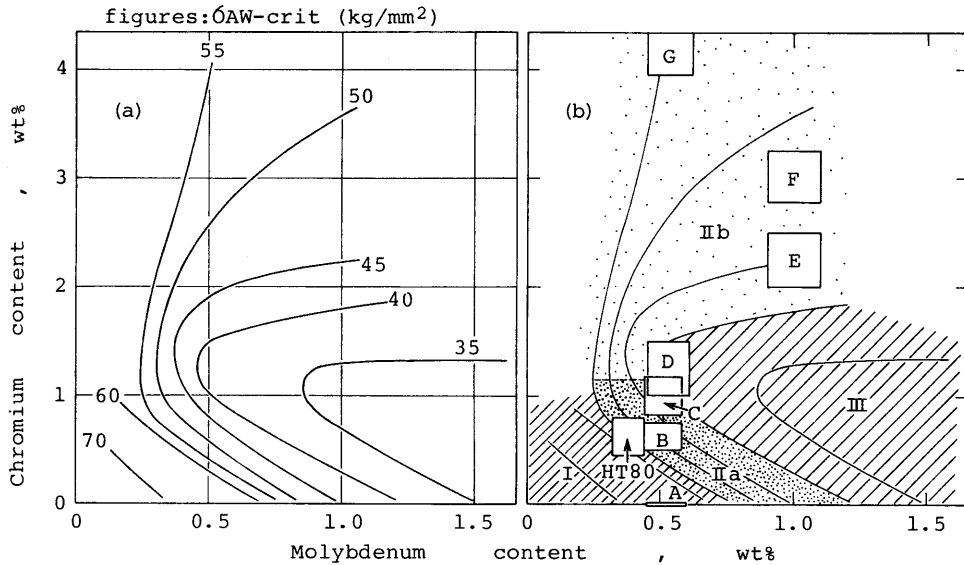 figures:ÓAW-crit (kg/mm²)
Chromium content , wt%
4
3
2
1
0
(a)
55
50
45
40
35
60
70
0
0.5
1.0
1.5
(b)
G
F
IIb
E
D
C
III
B
HT80
IIa
I
A
0
0.5
1.0
1.5
Molybdenum content , wt%